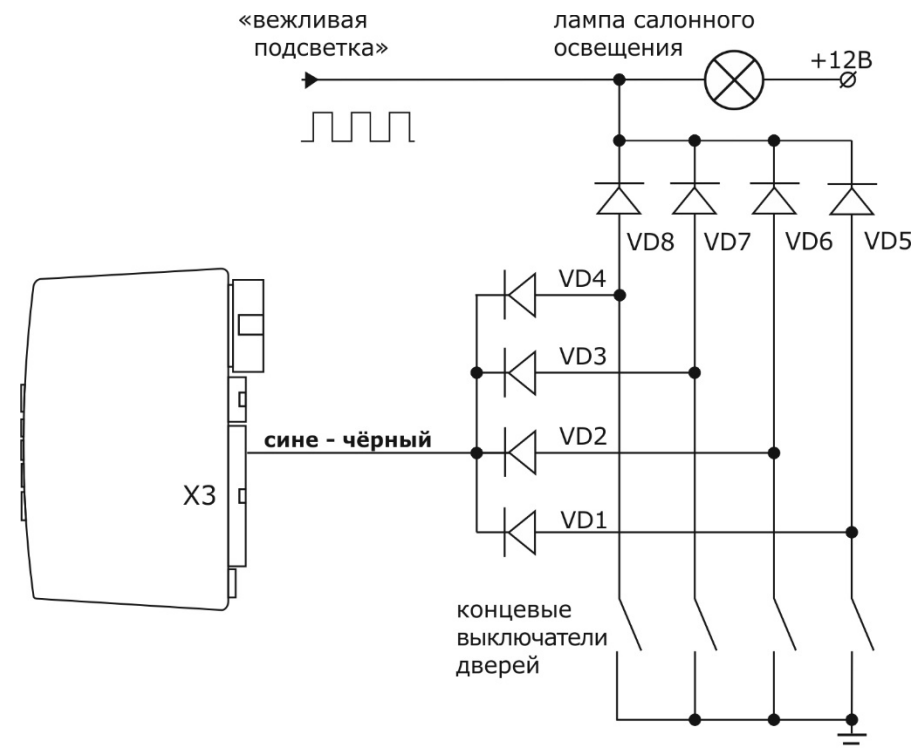 «вежливая
подсветка»
лампа салонного
освещения
+12В
VD8
VD7
VD6
VD5
VD4
VD3
VD2
VD1
сине - чёрный
X3
концевые
выключатели
дверей